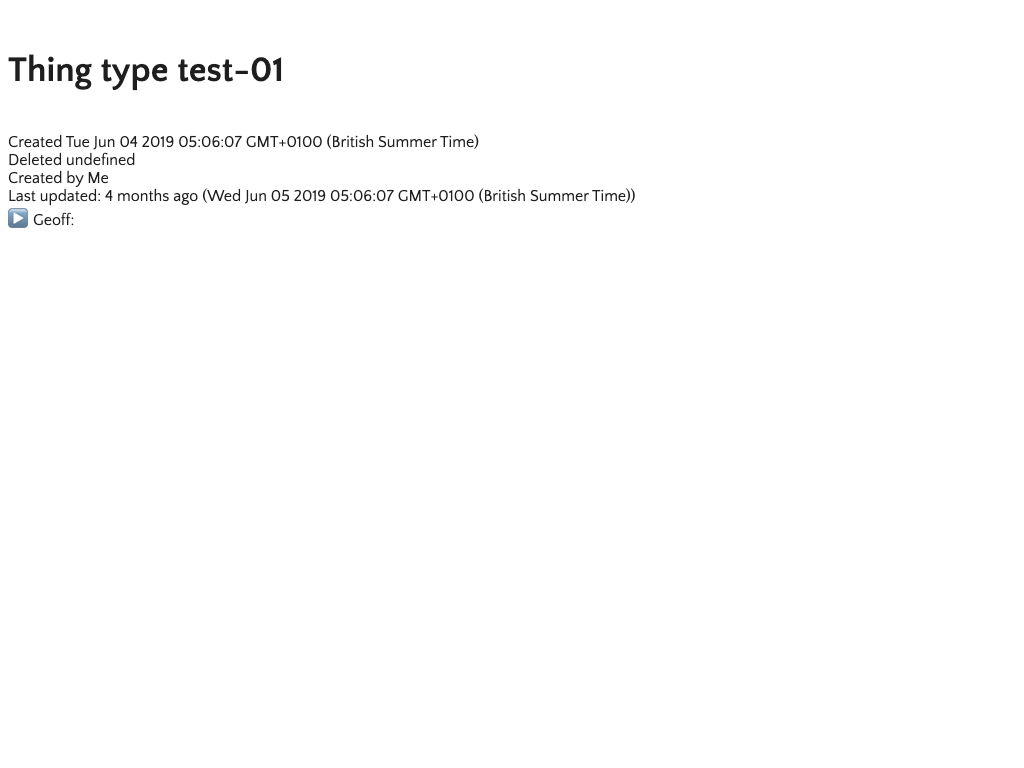 Thing type test-01
Created Tue Jun 04 2019 05:06:07 GMT+0100 (British Summer Time)
Deleted undefined
Created by Me
Last updated: 4 months ago (Wed Jun 05 2019 05:06:07 GMT+0100 (British Summer Time))
▶️ Geoff: